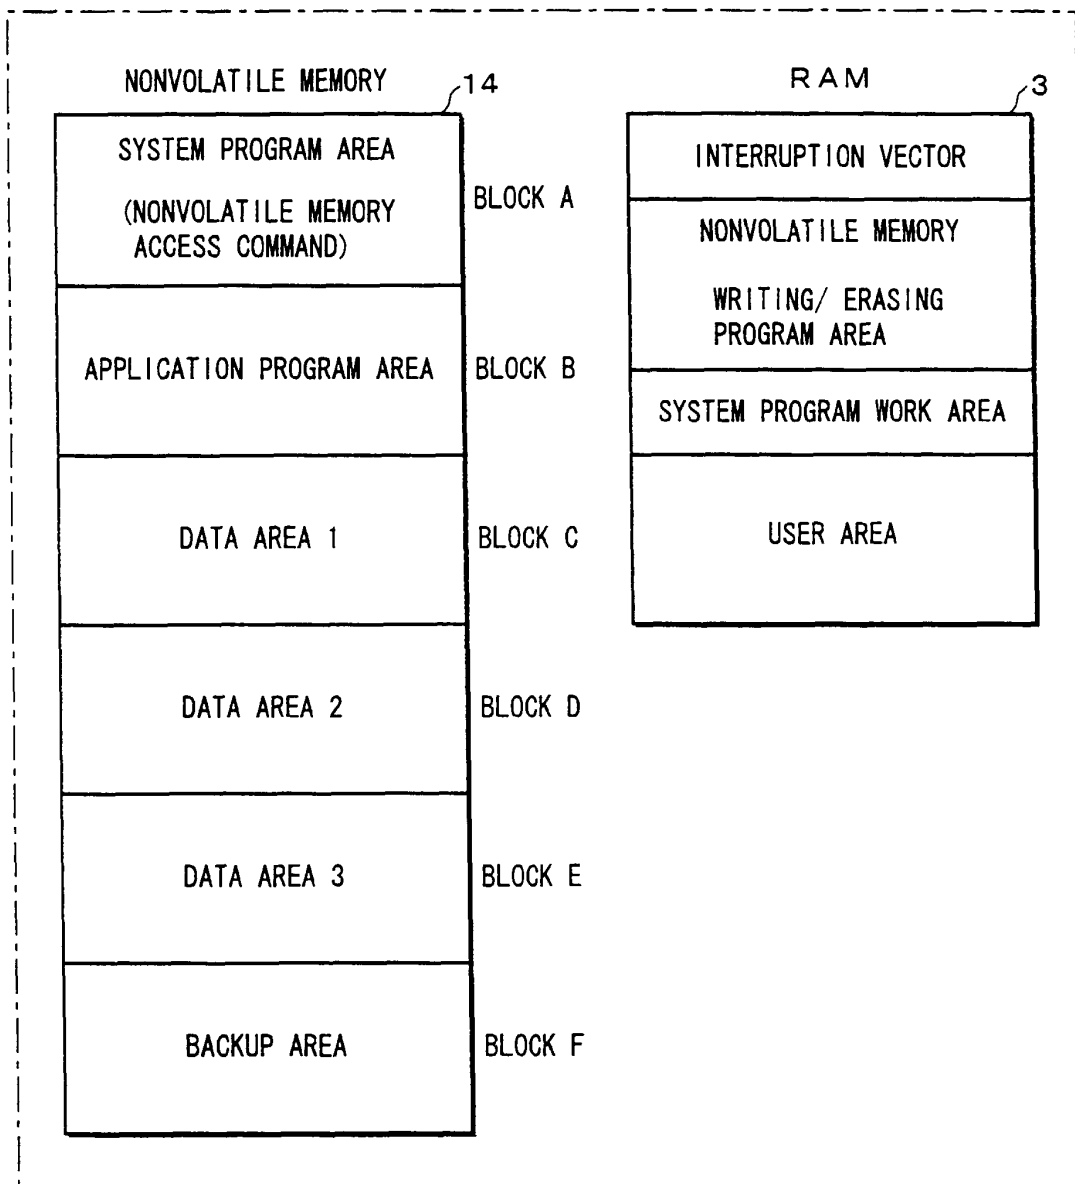 NONVOLATILE MEMORY
14
SYSTEM PROGRAM AREA
(NONVOLATILE MEMORY
ACCESS COMMAND)
BLOCK A
APPLICATION PROGRAM AREA
BLOCK B
DATA AREA 1
BLOCK C
DATA AREA 2
BLOCK D
DATA AREA 3
BLOCK E
BACKUP AREA
BLOCK F
RAM
3
INTERRUPTION VECTOR
NONVOLATILE MEMORY
WRITING/ ERASING
PROGRAM AREA
SYSTEM PROGRAM WORK AREA
USER AREA